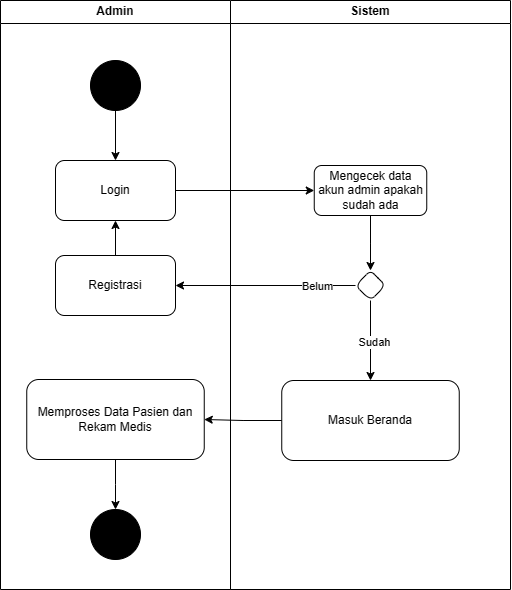 Admin
Sistem
Login
Mengecek data
akun admin apakah
sudah ada
Registrasi
Belum
Sudah
Memproses Data Pasien dan
Rekam Medis
Masuk Beranda